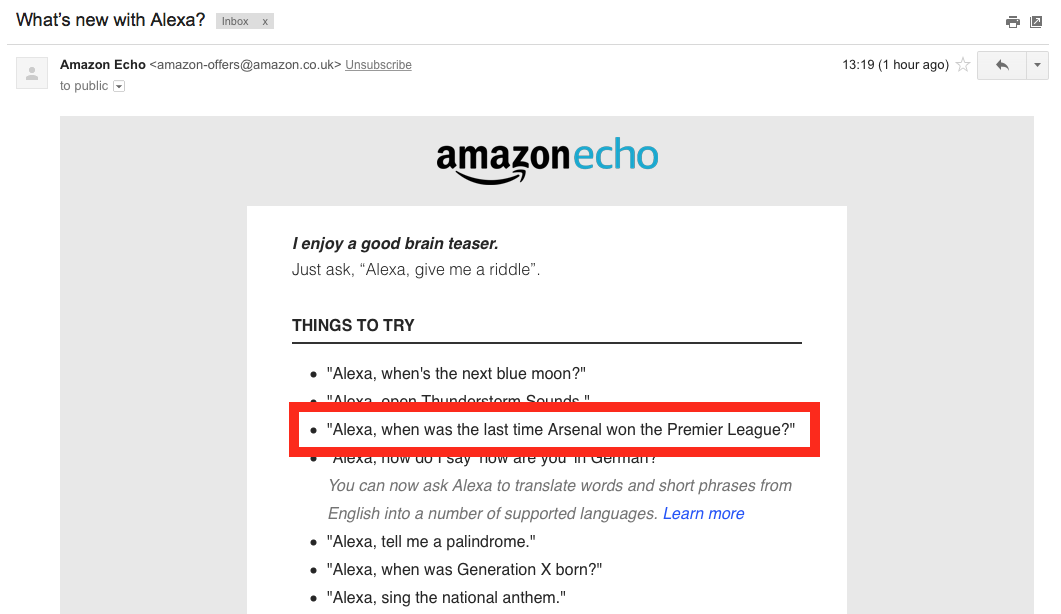 What's new with Alexa? Inbox x
Amazon Echo <amazon-offers@amazon.co.uk> Unsubscribe 13:19 (1 hour ago)
to public
amazonecho
I enjoy a good brain teaser.
Just ask, “Alexa, give me a riddle”.
THINGS TO TRY
• "Alexa, when's the next blue moon?"
• "Alexa, open Thunderstorm Sounds."
• "Alexa, when was the last time Arsenal won the Premier League?"
• "Alexa, how do I say 'how are you' in German?"
You can now ask Alexa to translate words and short phrases from
English into a number of supported languages. Learn more
• "Alexa, tell me a palindrome."
• "Alexa, when was Generation X born?"
• "Alexa, sing the national anthem."